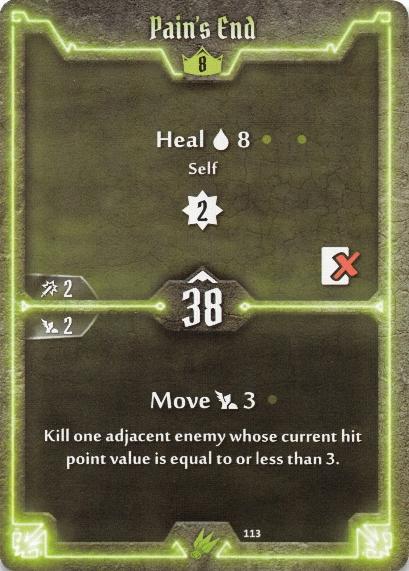 Pain's End
8
Heal 8
Self
2
2
38
2
Move 3
Kill one adjacent enemy whose current hit
point value is equal to or less than 3.
113